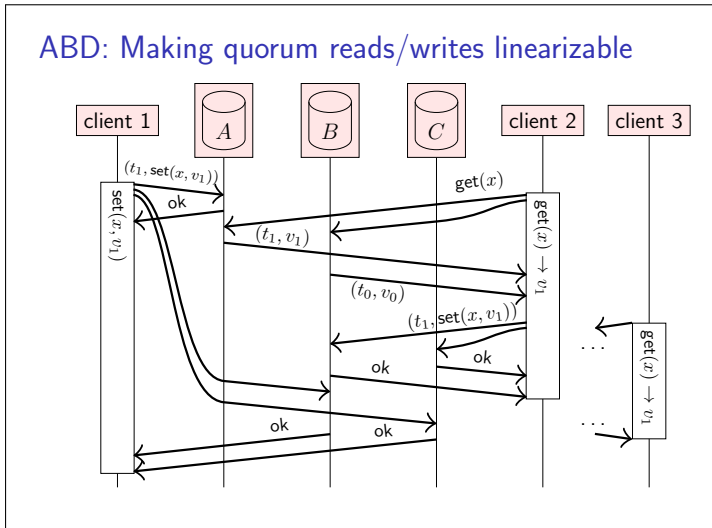 ABD: Making quorum reads/writes linearizable
client 1
A
B
C
client 2
client 3
(t₁, set(x, v₁))
get(x)
ok
set(x, v₁)
get(x) → v₁
(t₁, v₁)
(t₀, v₀)
(t₁, set(x, v₁))
get(x) → v₁
. . .
ok
ok
. . .
ok
ok